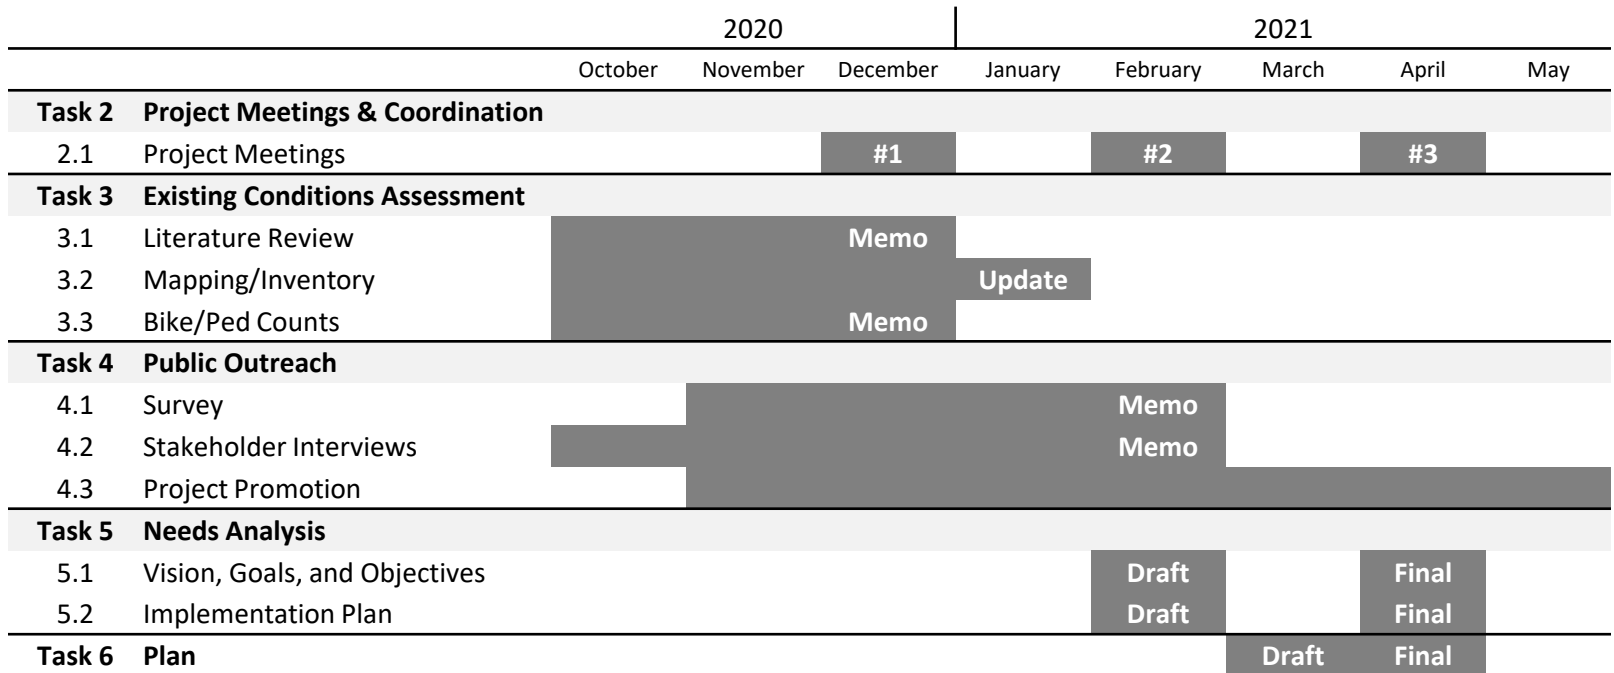 2020 2021
October November December January February March April May
Task 2 Project Meetings & Coordination
2.1 Project Meetings #1 #2 #3
Task 3 Existing Conditions Assessment
3.1 Literature Review Memo
3.2 Mapping/Inventory Update
3.3 Bike/Ped Counts Memo
Task 4 Public Outreach
4.1 Survey Memo
4.2 Stakeholder Interviews Memo
4.3 Project Promotion
Task 5 Needs Analysis
5.1 Vision, Goals, and Objectives Draft Final
5.2 Implementation Plan Draft Final
Task 6 Plan Draft Final